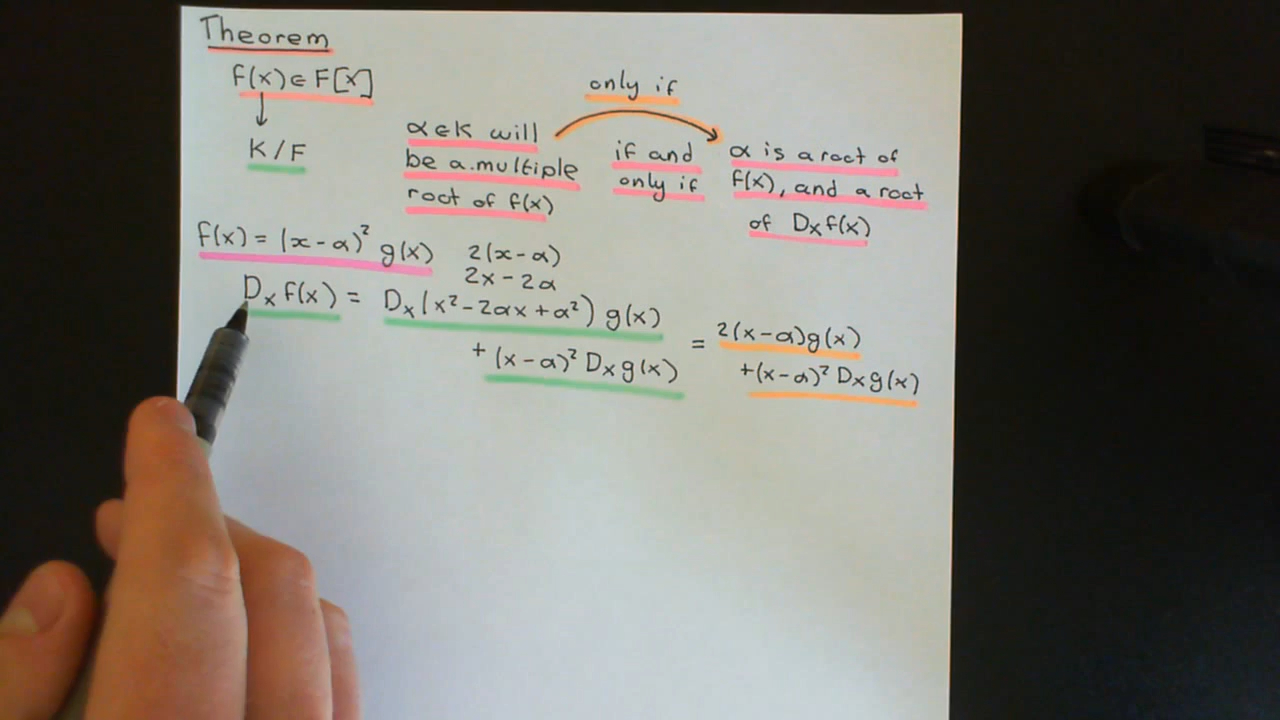 Theorem
f(x) ∈ F[x]
↓
K/F
only if
α ∈ K will
be a multiple
root of f(x)
if and
only if
α is a root of
f(x), and a root
of Dₓ f(x)
f(x) = (x - α)² g(x)
2(x - α)
2x - 2α
Dₓ f(x) = Dₓ(x² - 2αx + α²) g(x)
+ (x - α)² Dₓ g(x)
= 2(x - α)g(x)
+ (x - α)² Dₓ g(x)